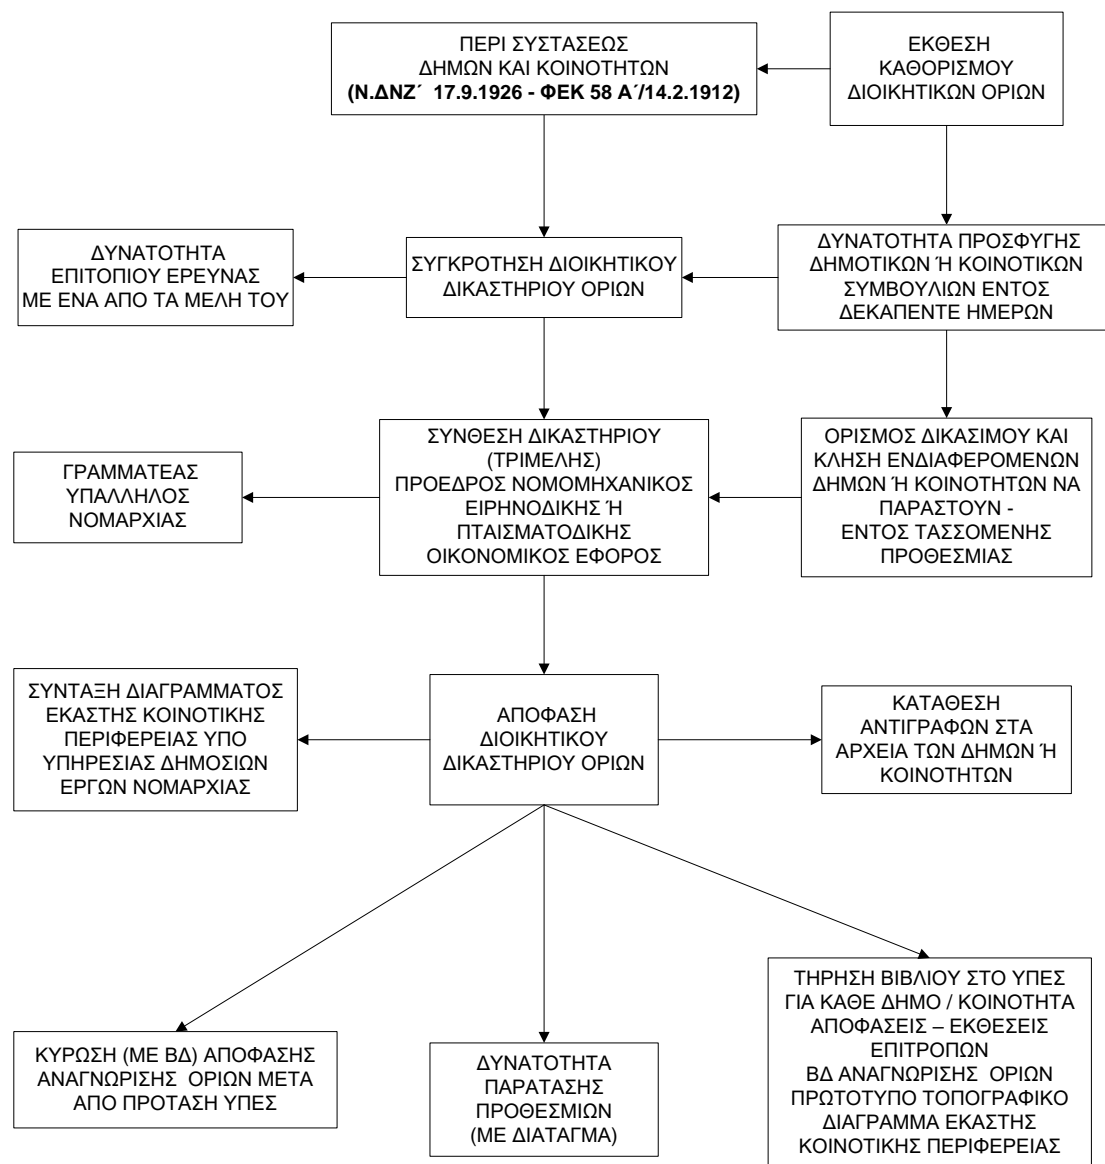 ΠΕΡΙ ΣΥΣΤΑΣΕΩΣ
ΔΗΜΩΝ ΚΑΙ ΚΟΙΝΟΤΗΤΩΝ
(Ν.ΔΝΖ΄ 17.9.1926 - ΦΕΚ 58 Α΄/14.2.1912)
ΕΚΘΕΣΗ
ΚΑΘΟΡΙΣΜΟΥ
ΔΙΟΙΚΗΤΙΚΩΝ ΟΡΙΩΝ
ΔΥΝΑΤΟΤΗΤΑ
ΕΠΙΤΟΠΙΟΥ ΕΡΕΥΝΑΣ
ΜΕ ΕΝΑ ΑΠΟ ΤΑ ΜΕΛΗ ΤΟΥ
ΣΥΓΚΡΟΤΗΣΗ ΔΙΟΙΚΗΤΙΚΟΥ
ΔΙΚΑΣΤΗΡΙΟΥ ΟΡΙΩΝ
ΔΥΝΑΤΟΤΗΤΑ ΠΡΟΣΦΥΓΗΣ
ΔΗΜΟΤΙΚΩΝ Ή ΚΟΙΝΟΤΙΚΩΝ
ΣΥΜΒΟΥΛΙΩΝ ΕΝΤΟΣ
ΔΕΚΑΠΕΝΤΕ ΗΜΕΡΩΝ
ΓΡΑΜΜΑΤΕΑΣ
ΥΠΑΛΛΗΛΟΣ
ΝΟΜΑΡΧΙΑΣ
ΣΥΝΘΕΣΗ ΔΙΚΑΣΤΗΡΙΟΥ
(ΤΡΙΜΕΛΗΣ)
ΠΡΟΕΔΡΟΣ ΝΟΜΟΜΗΧΑΝΙΚΟΣ
ΕΙΡΗΝΟΔΙΚΗΣ Ή
ΠΤΑΙΣΜΑΤΟΔΙΚΗΣ
ΟΙΚΟΝΟΜΙΚΟΣ ΕΦΟΡΟΣ
ΟΡΙΣΜΟΣ ΔΙΚΑΣΙΜΟΥ ΚΑΙ
ΚΛΗΣΗ ΕΝΔΙΑΦΕΡΟΜΕΝΩΝ
ΔΗΜΩΝ Ή ΚΟΙΝΟΤΗΤΩΝ ΝΑ
ΠΑΡΑΣΤΟΥΝ -
ΕΝΤΟΣ ΤΑΣΣΟΜΕΝΗΣ
ΠΡΟΘΕΣΜΙΑΣ
ΣΥΝΤΑΞΗ ΔΙΑΓΡΑΜΜΑΤΟΣ
ΕΚΑΣΤΗΣ ΚΟΙΝΟΤΙΚΗΣ
ΠΕΡΙΦΕΡΕΙΑΣ ΥΠΟ
ΥΠΗΡΕΣΙΑΣ ΔΗΜΟΣΙΩΝ
ΕΡΓΩΝ ΝΟΜΑΡΧΙΑΣ
ΑΠΟΦΑΣΗ
ΔΙΟΙΚΗΤΙΚΟΥ
ΔΙΚΑΣΤΗΡΙΟΥ ΟΡΙΩΝ
ΚΑΤΑΘΕΣΗ
ΑΝΤΙΓΡΑΦΩΝ ΣΤΑ
ΑΡΧΕΙΑ ΤΩΝ ΔΗΜΩΝ Ή
ΚΟΙΝΟΤΗΤΩΝ
ΚΥΡΩΣΗ (ΜΕ ΒΔ) ΑΠΟΦΑΣΗΣ
ΑΝΑΓΝΩΡΙΣΗΣ ΟΡΙΩΝ ΜΕΤΑ
ΑΠΟ ΠΡΟΤΑΣΗ ΥΠΕΣ
ΔΥΝΑΤΟΤΗΤΑ
ΠΑΡΑΤΑΣΗΣ
ΠΡΟΘΕΣΜΙΩΝ
(ΜΕ ΔΙΑΤΑΓΜΑ)
ΤΗΡΗΣΗ ΒΙΒΛΙΟΥ ΣΤΟ ΥΠΕΣ
ΓΙΑ ΚΑΘΕ ΔΗΜΟ / ΚΟΙΝΟΤΗΤΑ
ΑΠΟΦΑΣΕΙΣ – ΕΚΘΕΣΕΙΣ
ΕΠΙΤΡΟΠΩΝ
ΒΔ ΑΝΑΓΝΩΡΙΣΗΣ ΟΡΙΩΝ
ΠΡΩΤΟΤΥΠΟ ΤΟΠΟΓΡΑΦΙΚΟ
ΔΙΑΓΡΑΜΜΑ ΕΚΑΣΤΗΣ
ΚΟΙΝΟΤΙΚΗΣ ΠΕΡΙΦΕΡΕΙΑΣ